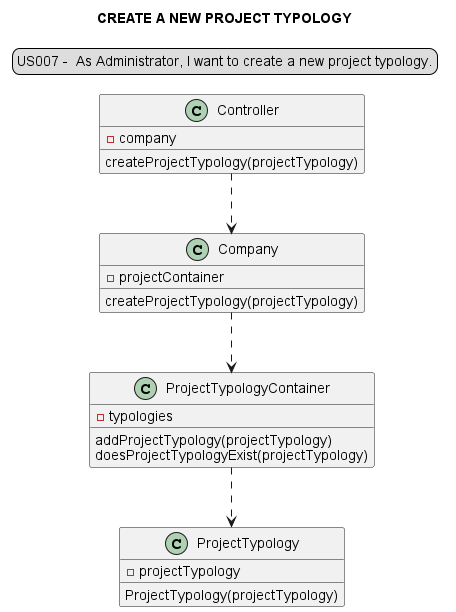 CREATE A NEW PROJECT TYPOLOGY
US007 -  As Administrator, I want to create a new project typology.
C Controller
company
createProjectTypology(projectTypology)
C Company
projectContainer
createProjectTypology(projectTypology)
C ProjectTypologyContainer
typologies
addProjectTypology(projectTypology)
doesProjectTypologyExist(projectTypology)
C ProjectTypology
projectTypology
ProjectTypology(projectTypology)